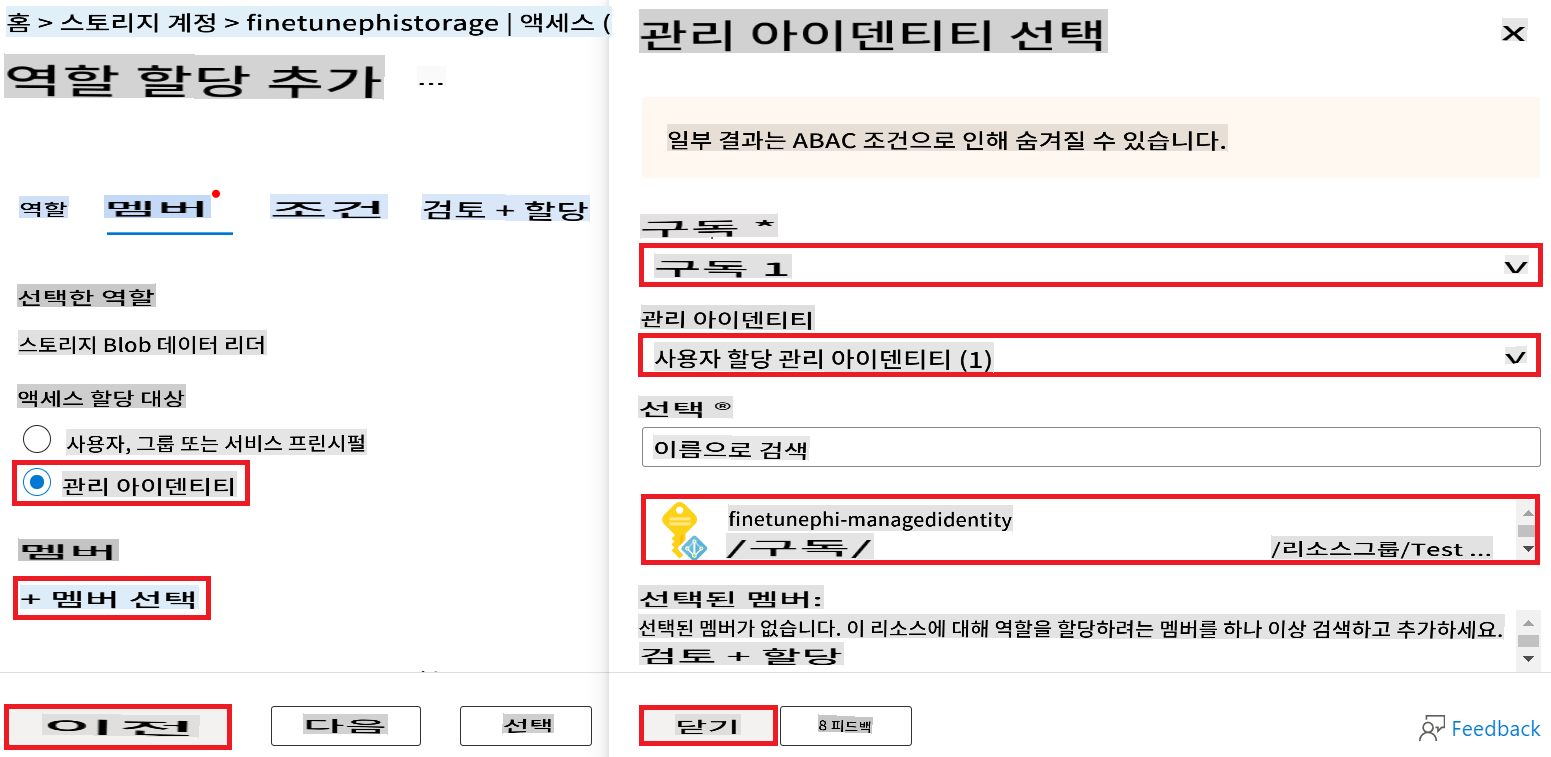 홈 > 스토리지 계정 > finetunephistorage | 액세스 (
역할 할당 추가 ...
역할 멤버 조건 검토 + 할당
선택한 역할
스토리지 Blob 데이터 리더
액세스 할당 대상
사용자, 그룹 또는 서비스 프린시펄
관리 아이덴티티
멤버
+ 멤버 선택
이전 다음 선택
관리 아이덴티티 선택 X
일부 결과는 ABAC 조건으로 인해 숨겨질 수 있습니다.
구독 *
구독 1
관리 아이덴티티
사용자 할당 관리 아이덴티티 (1)
선택 ®
이름으로 검색
finetunephi-managedidentity
/구독/ /리소스그룹/Test ...
선택된 멤버:
선택된 멤버가 없습니다. 이 리소스에 대해 역할을 할당하려는 멤버를 하나 이상 검색하고 추가하세요.
검토 + 할당
닫기 8 피드백 Feedback